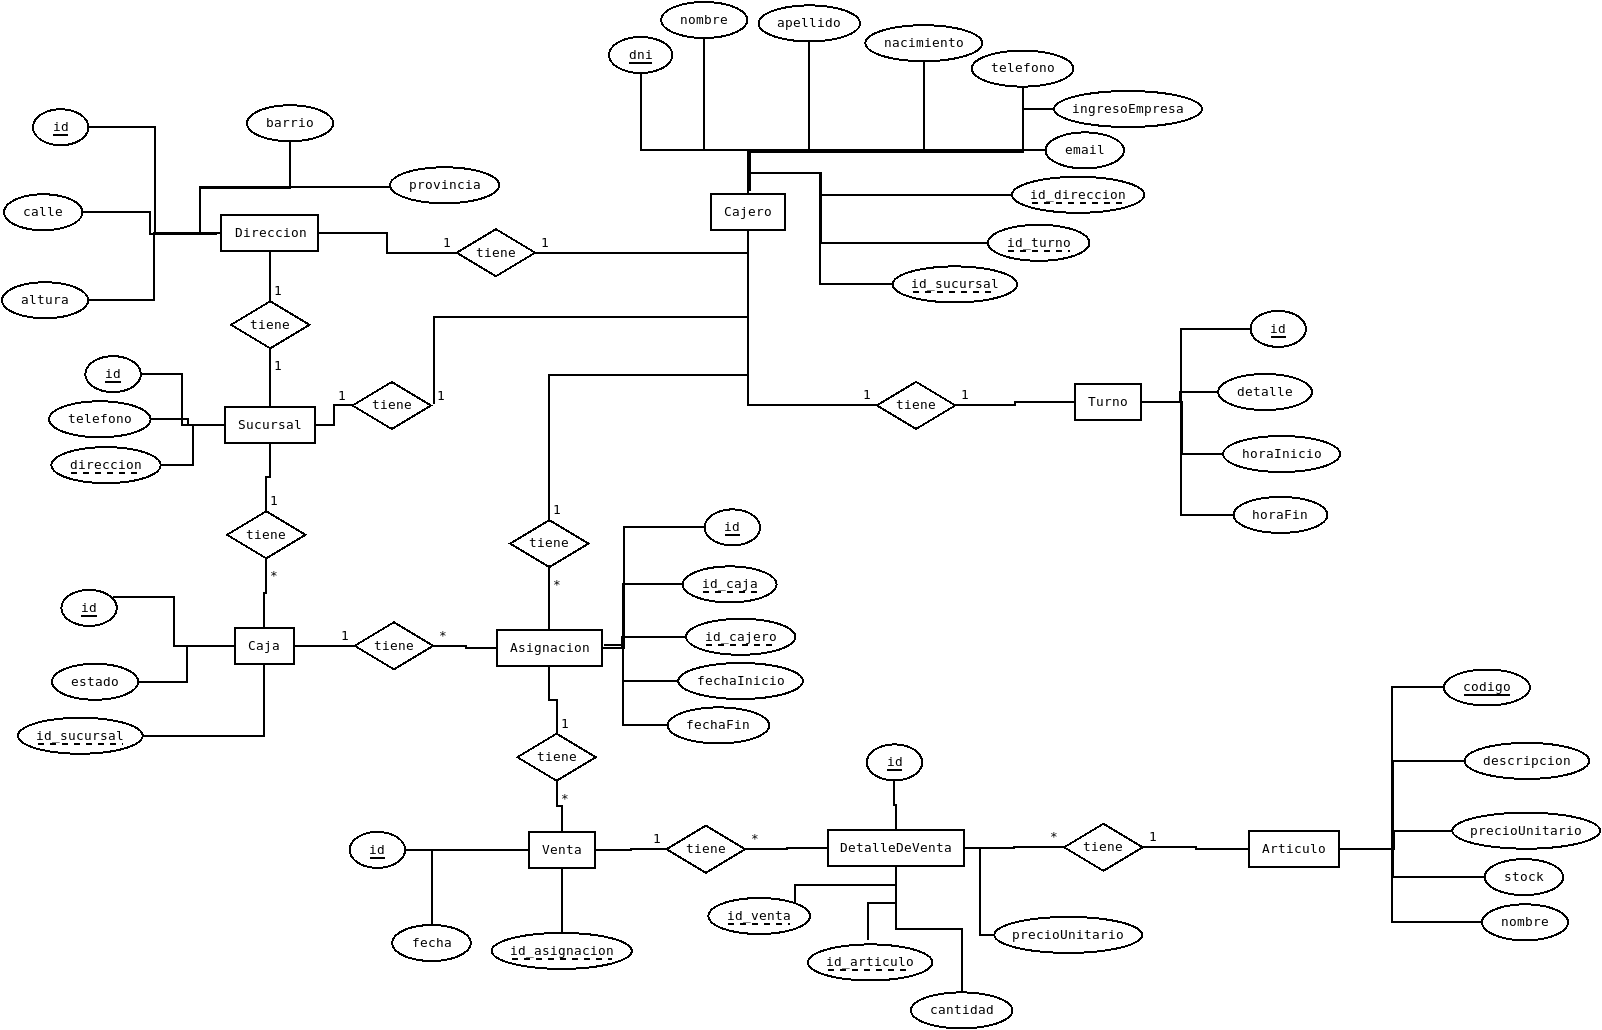 nombre
apellido
nacimiento
dni
telefono
ingresoEmpresa
barrio
id
email
provincia
id_direccion
calle
Cajero
Direccion
1
1
id_turno
tiene
id_sucursal
1
altura
tiene
id
1
id
1
1
1
1
detalle
telefono
Sucursal
tiene
tiene
Turno
direccion
horaInicio
1
1
horaFin
tiene
tiene
id
*
*
id_caja
id
1
*
id_cajero
Caja
tiene
Asignacion
estado
fechaInicio
codigo
id_sucursal
1
fechaFin
tiene
id
descripcion
*
1
*
*
1
precioUnitario
id
Venta
tiene
DetalleDeVenta
tiene
Articulo
stock
id_venta
nombre
fecha
id_asignacion
precioUnitario
id_articulo
cantidad